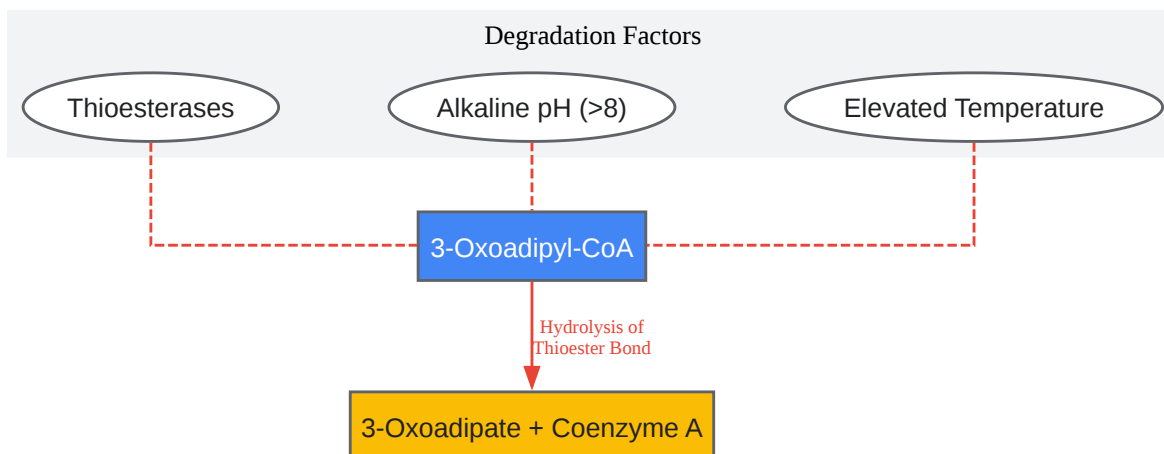 Degradation Factors
Thioesterases
Alkaline pH (>8)
Elevated Temperature
3-Oxoadipyl-CoA
Hydrolysis of
Thioester Bond
3-Oxoadipate + Coenzyme A